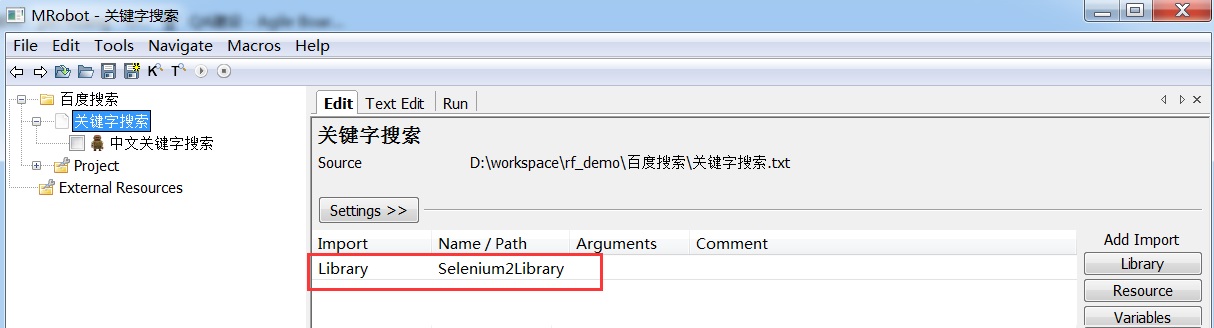 MRobot - 关键字搜索
File Edit Tools Navigate Macros Help
K T
百度搜索
关键字搜索
中文关键字搜索
Project
External Resources
Edit Text Edit Run
关键字搜索
Source D:\workspace\rf_demo\百度搜索\关键字搜索.txt
Settings >>
Import Name / Path Arguments Comment
Library Selenium2Library
Add Import
Library
Resource
Variables